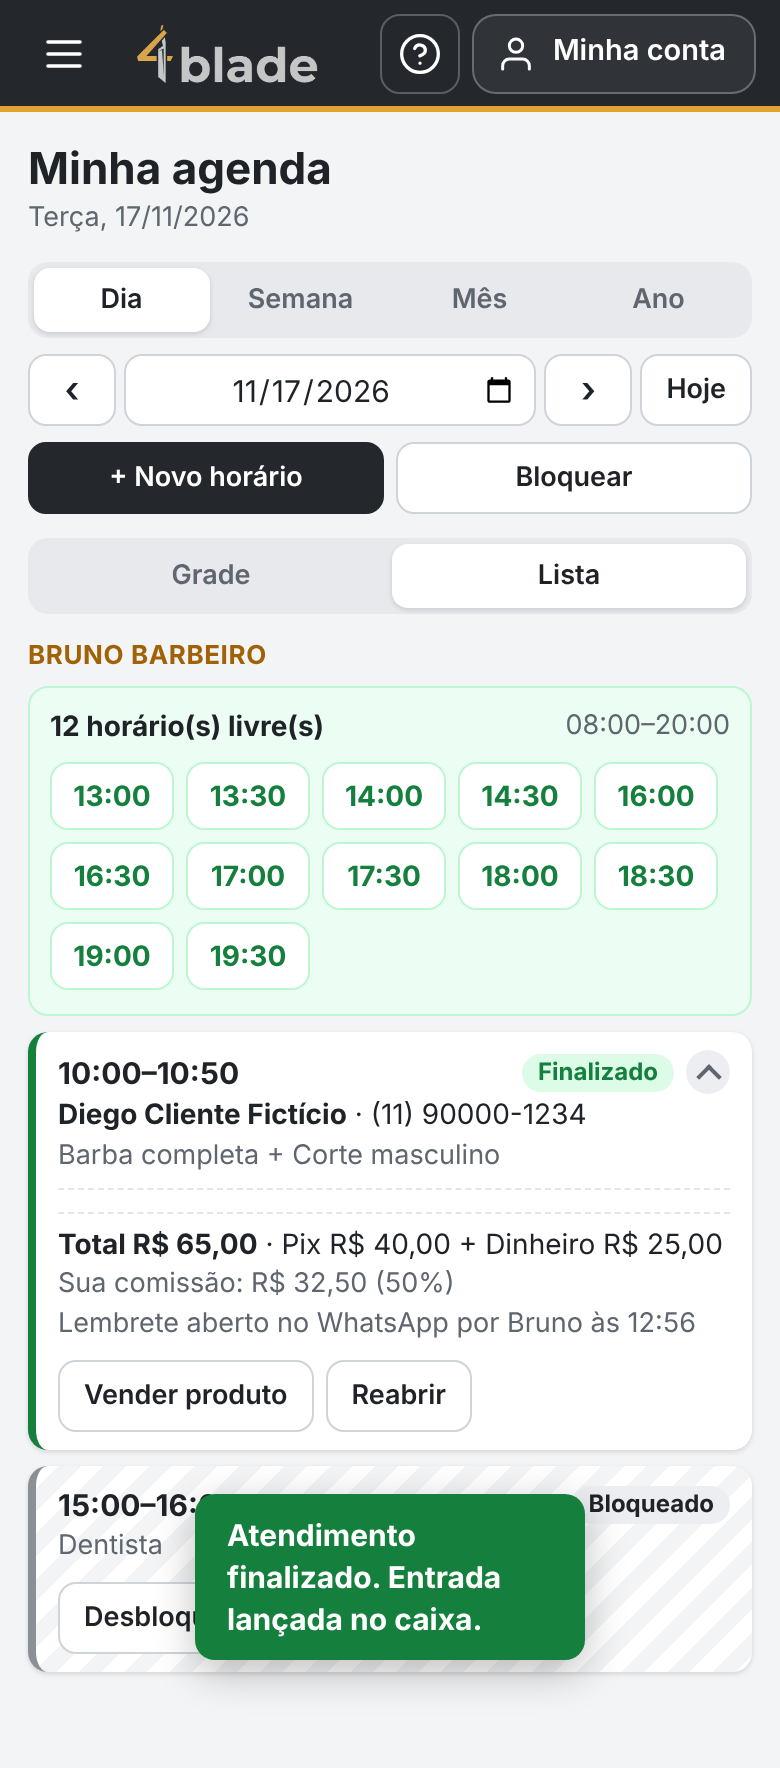 4blade
Minha conta
Minha agenda
Terça, 17/11/2026
Dia Semana Mês Ano
11/17/2026 Hoje
+ Novo horário Bloquear
Grade Lista
BRUNO BARBEIRO
12 horário(s) livre(s) 08:00–20:00
13:00 13:30 14:00 14:30 16:00
16:30 17:00 17:30 18:00 18:30
19:00 19:30
10:00–10:50 Finalizado
Diego Cliente Fictício · (11) 90000-1234
Barba completa + Corte masculino
Total R$ 65,00 · Pix R$ 40,00 + Dinheiro R$ 25,00
Sua comissão: R$ 32,50 (50%)
Lembrete aberto no WhatsApp por Bruno às 12:56
Vender produto Reabrir
15:00–16: Bloqueado
Dentista
Atendimento
finalizado. Entrada
lançada no caixa.